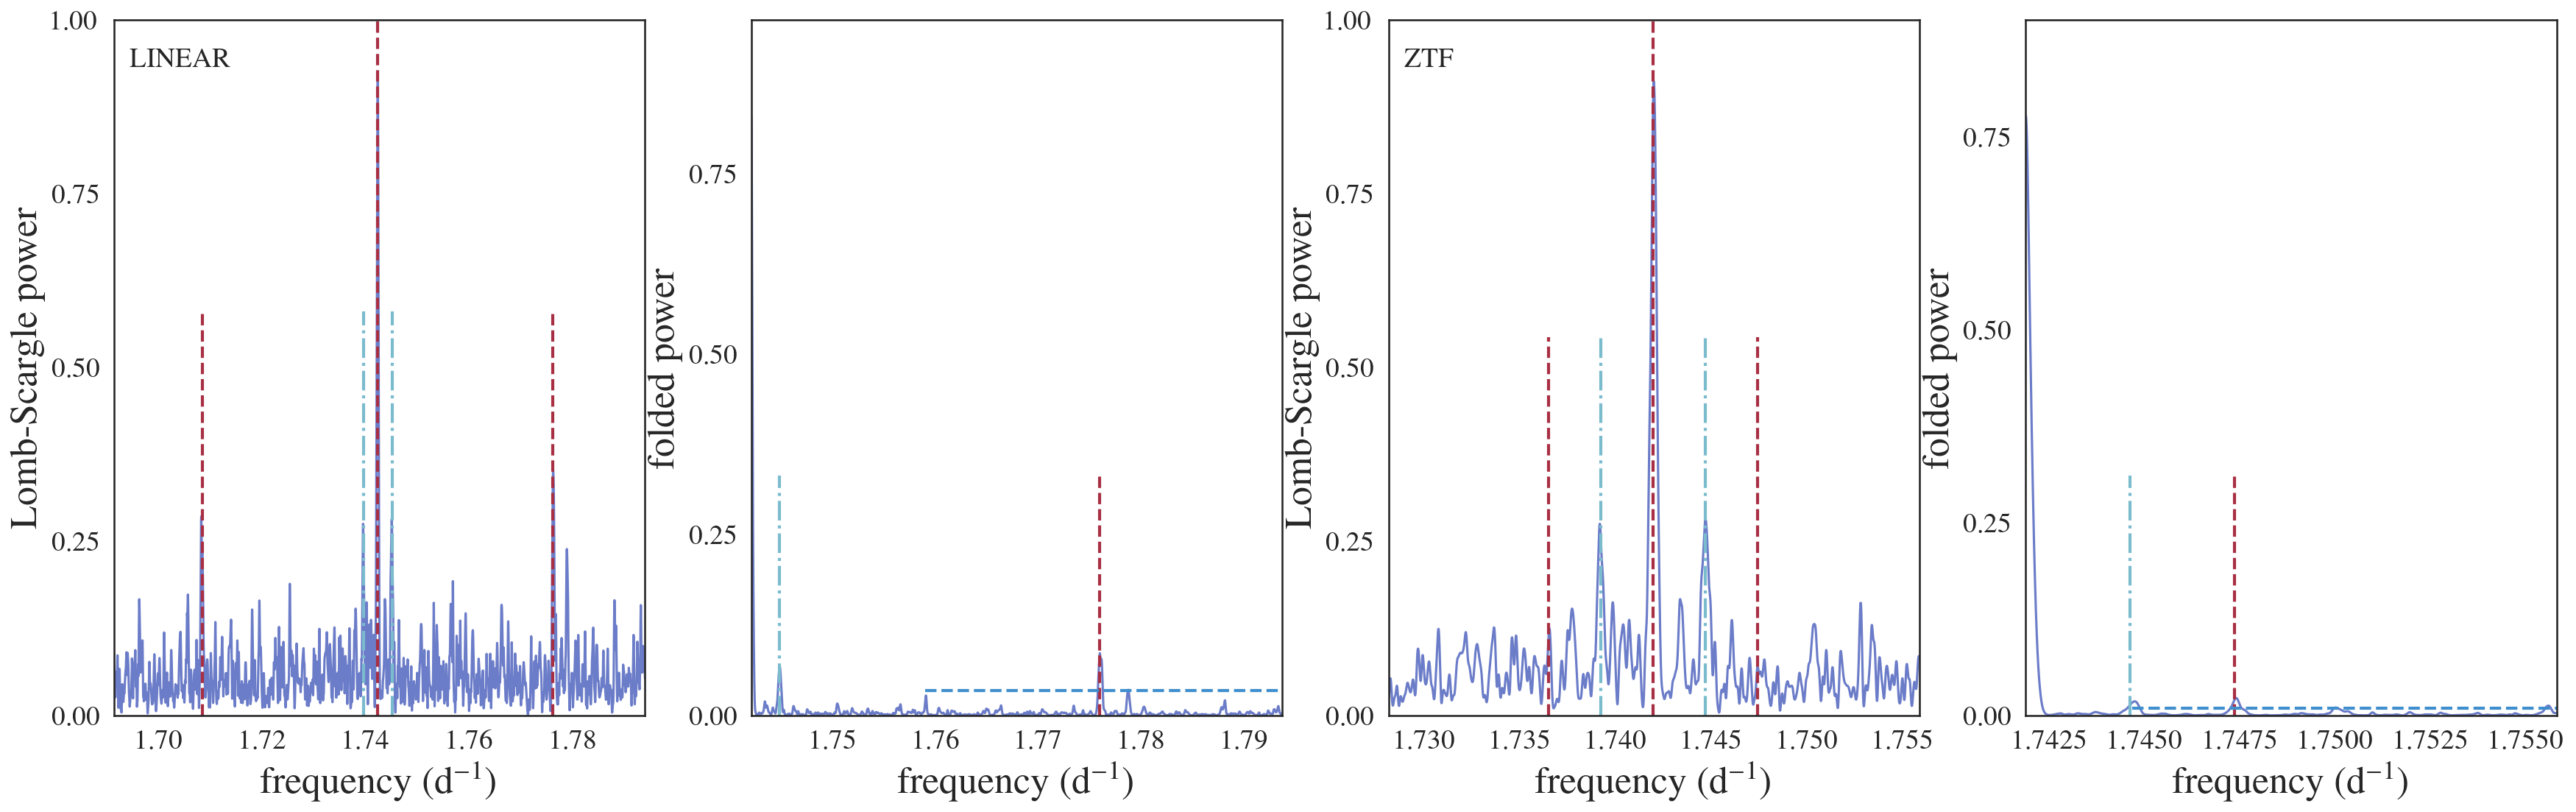 LINEAR
Lomb-Scargle power
1.00
0.75
0.50
0.25
0.00
1.70 1.72 1.74 1.76 1.78
frequency (d⁻¹)
folded power
0.75
0.50
0.25
0.00
1.75 1.76 1.77 1.78 1.79
frequency (d⁻¹)
ZTF
Lomb-Scargle power
1.00
0.75
0.50
0.25
0.00
1.730 1.735 1.740 1.745 1.750 1.755
frequency (d⁻¹)
folded power
0.75
0.50
0.25
0.00
1.7425 1.7450 1.7475 1.7500 1.7525 1.7550
frequency (d⁻¹)